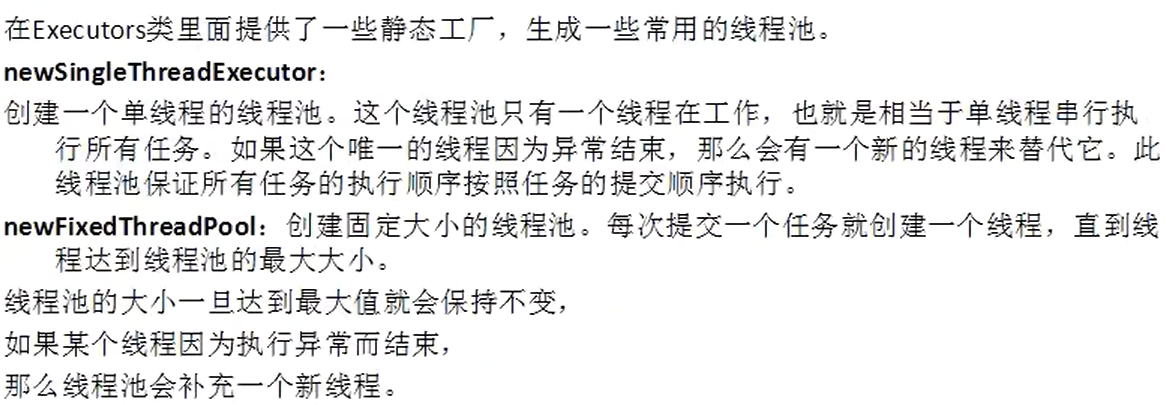 在Executors类里面提供了一些静态工厂，生成一些常用的线程池。
newSingleThreadExecutor：
创建一个单线程的线程池。这个线程池只有一个线程在工作，也就是相当于单线程串行执
行所有任务。如果这个唯一的线程因为异常结束，那么会有一个新的线程来替代它。此
线程池保证所有任务的执行顺序按照任务的提交顺序执行。
newFixedThreadPool：创建固定大小的线程池。每次提交一个任务就创建一个线程，直到线
程达到线程池的最大大小。
线程池的大小一旦达到最大值就会保持不变，
如果某个线程因为执行异常而结束，
那么线程池会补充一个新线程。